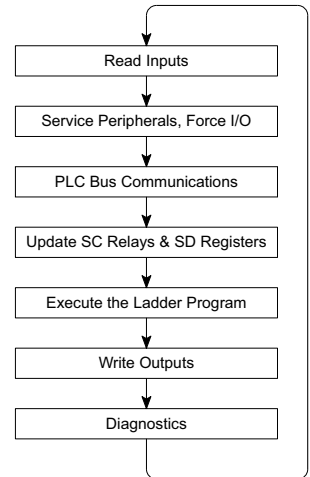 Read Inputs
Service Peripherals, Force I/O
PLC Bus Communications
Update SC Relays & SD Registers
Execute the Ladder Program
Write Outputs
Diagnostics